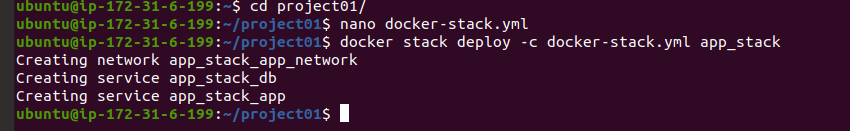 ubuntu@ip-172-31-6-199:~$ cd project01/
ubuntu@ip-172-31-6-199:~/project01$ nano docker-stack.yml
ubuntu@ip-172-31-6-199:~/project01$ docker stack deploy -c docker-stack.yml app_stack
Creating network app_stack_app_network
Creating service app_stack_db
Creating service app_stack_app
ubuntu@ip-172-31-6-199:~/project01$